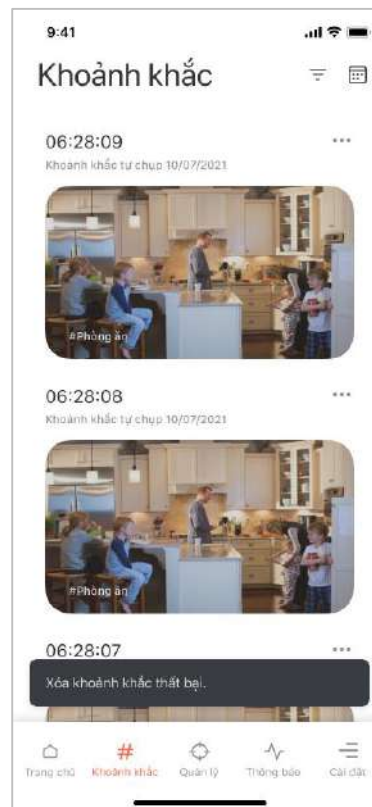 9:41
Khoảnh khắc
06:28:09
Khoảnh khắc tự chụp 10/07/2021
#Phòng ăn
06:28:08
Khoảnh khắc tự chụp 10/07/2021
#Phòng ăn
06:28:07
Xóa khoảnh khắc thất bại.
Trang chủ
Khoảnh khắc
Quản lý
Thông báo
Cài đặt